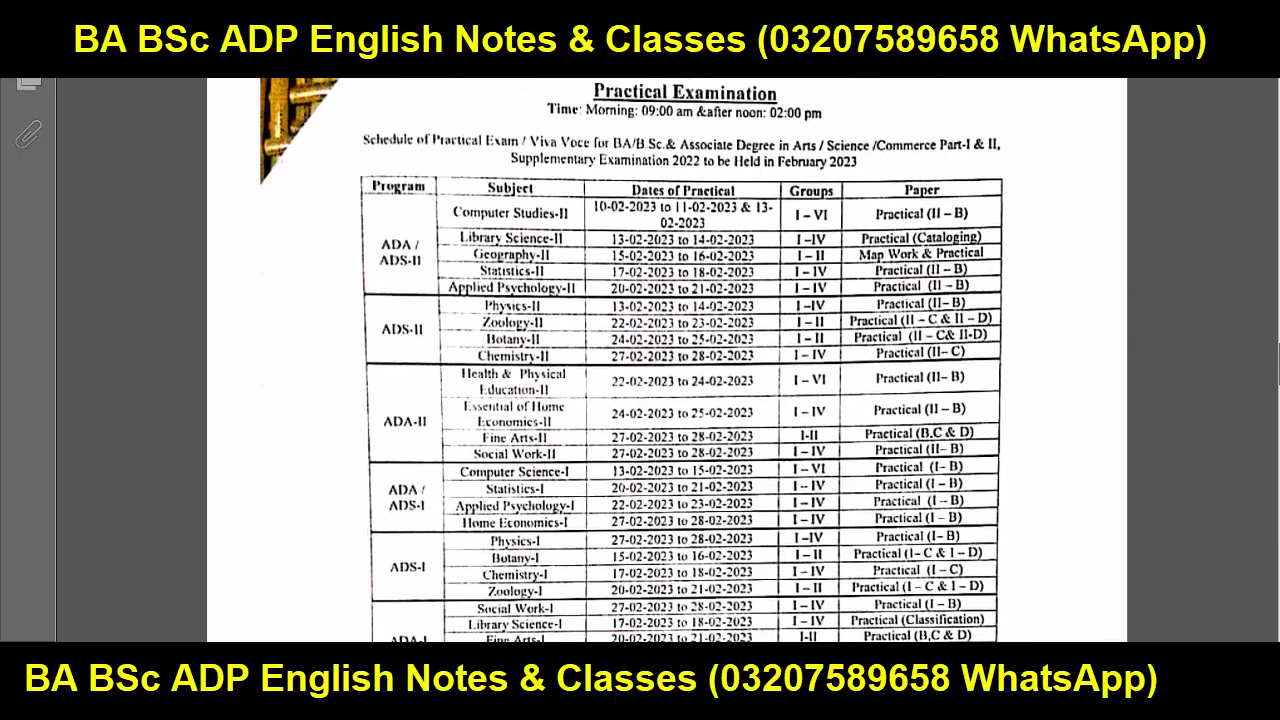 BA BSc ADP English Notes & Classes (03207589658 WhatsApp)
Practical Examination
Time: Morning: 09:00 am &after noon: 02:00 pm
Schedule of Practical Exam / Viva Voce for BA/B.Sc.& Associate Degree in Arts / Science /Commerce Part-I & II,
Supplementary Examination 2022 to be Held in February 2023
Program Subject Dates of Practical Groups Paper
ADA / ADS-II Computer Studies-II 10-02-2023 to 11-02-2023 & 13-02-2023 I – VI Practical (II – B)
Library Science-II 13-02-2023 to 14-02-2023 I –IV Practical (Cataloging)
Geography-II 15-02-2023 to 16-02-2023 I – II Map Work & Practical
Statistics-II 17-02-2023 to 18-02-2023 I – IV Practical (II – B)
Applied Psychology-II 20-02-2023 to 21-02-2023 I – IV Practical (II – B)
ADS-II Physics-II 13-02-2023 to 14-02-2023 I –IV Practical (II– B)
Zoology-II 22-02-2023 to 23-02-2023 I – II Practical (II – C & II – D)
Botany-II 24-02-2023 to 25-02-2023 I – II Practical (II – C& II-D)
Chemistry-II 27-02-2023 to 28-02-2023 I – IV Practical (II– C)
ADA-II Health & Physical Education-II 22-02-2023 to 24-02-2023 I – VI Practical (II– B)
Essential of Home Economics-II 24-02-2023 to 25-02-2023 I – IV Practical (II – B)
Fine Arts-II 27-02-2023 to 28-02-2023 I-II Practical (B,C & D)
Social Work-II 27-02-2023 to 28-02-2023 I – IV Practical (II– B)
ADA / ADS-I Computer Science-I 13-02-2023 to 15-02-2023 I – VI Practical (I– B)
Statistics-I 20-02-2023 to 21-02-2023 I – IV Practical (I – B)
Applied Psychology-I 22-02-2023 to 23-02-2023 I – IV Practical (I – B)
Home Economics-I 27-02-2023 to 28-02-2023 I – IV Practical (I – B)
ADS-I Physics-I 27-02-2023 to 28-02-2023 I –IV Practical (I– B)
Botany-I 15-02-2023 to 16-02-2023 I – II Practical (I– C & I – D)
Chemistry-I 17-02-2023 to 18-02-2023 I – IV Practical (I – C)
Zoology-I 20-02-2023 to 21-02-2023 I – II Practical (I – C & I – D)
Social Work-I 27-02-2023 to 28-02-2023 I – IV Practical (I – B)
Library Science-I 17-02-2023 to 18-02-2023 I – IV Practical (Classification)
ADA-I Fine Arts-I 20-02-2023 to 21-02-2023 I-II Practical (B,C & D)
BA BSc ADP English Notes & Classes (03207589658 WhatsApp)